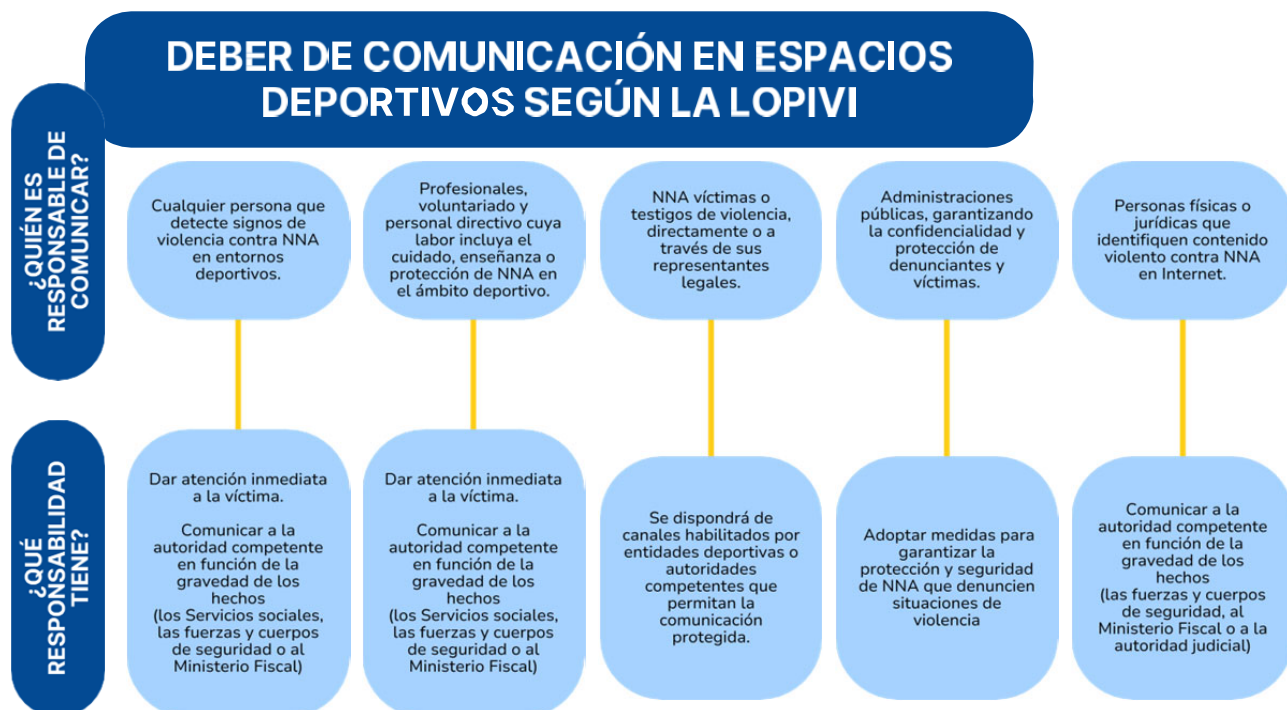 DEBER DE COMUNICACIÓN EN ESPACIOS
DEPORTIVOS SEGÚN LA LOPIVI
¿QUIÉN ES
RESPONSABLE DE
COMUNICAR?
Cualquier persona que
detecte signos de
violencia contra NNA
en entornos
deportivos.
Profesionales,
voluntariado y
personal directivo cuya
labor incluya el
cuidado, enseñanza o
protección de NNA en
el ámbito deportivo.
NNA víctimas o
testigos de violencia,
directamente o a
través de sus
representantes
legales.
Administraciones
públicas, garantizando
la confidencialidad y
protección de
denunciantes y
víctimas.
Personas físicas o
jurídicas que
identifiquen contenido
violento contra NNA
en Internet.
¿QUÉ
RESPONSABILIDAD
TIENE?
Dar atención inmediata
a la víctima.
Comunicar a la
autoridad competente
en función de la
gravedad de los
hechos
(los Servicios sociales,
las fuerzas y cuerpos
de seguridad o al
Ministerio Fiscal)
Dar atención inmediata
a la víctima.
Comunicar a la
autoridad competente
en función de la
gravedad de los
hechos
(los Servicios sociales,
las fuerzas y cuerpos
de seguridad o al
Ministerio Fiscal)
Se dispondrá de
canales habilitados por
entidades deportivas o
autoridades
competentes que
permitan la
comunicación
protegida.
Adoptar medidas para
garantizar la
protección y seguridad
de NNA que denuncien
situaciones de
violencia
Comunicar a la
autoridad competente
en función de la
gravedad de los
hechos
(las fuerzas y cuerpos
de seguridad, al
Ministerio Fiscal o a la
autoridad judicial)